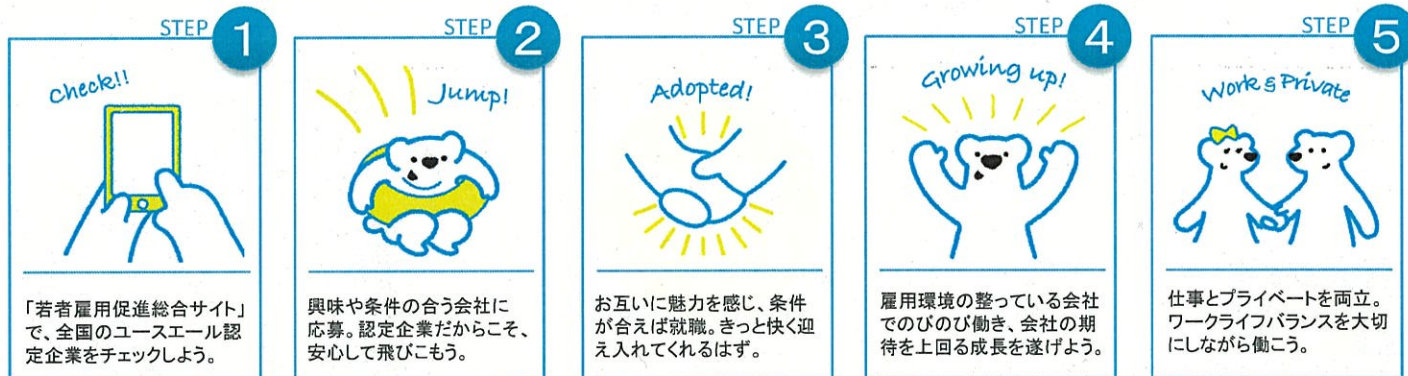 STEP 1
Check!!
「若者雇用促進総合サイト」
で、全国のユースエール認
定企業をチェックしよう。
STEP 2
Jump!
興味や条件の合う会社に
応募。認定企業だからこそ、
安心して飛びこもう。
STEP 3
Adopted!
お互いに魅力を感じ、条件
が合えば就職。きっと快く迎
え入れてくれるはず。
STEP 4
Growing up!
雇用環境の整っている会社
でのびのび働き、会社の期
待を上回る成長を遂げよう。
STEP 5
Work & Private
仕事とプライベートを両立。
ワークライフバランスを大切
にしながら働こう。